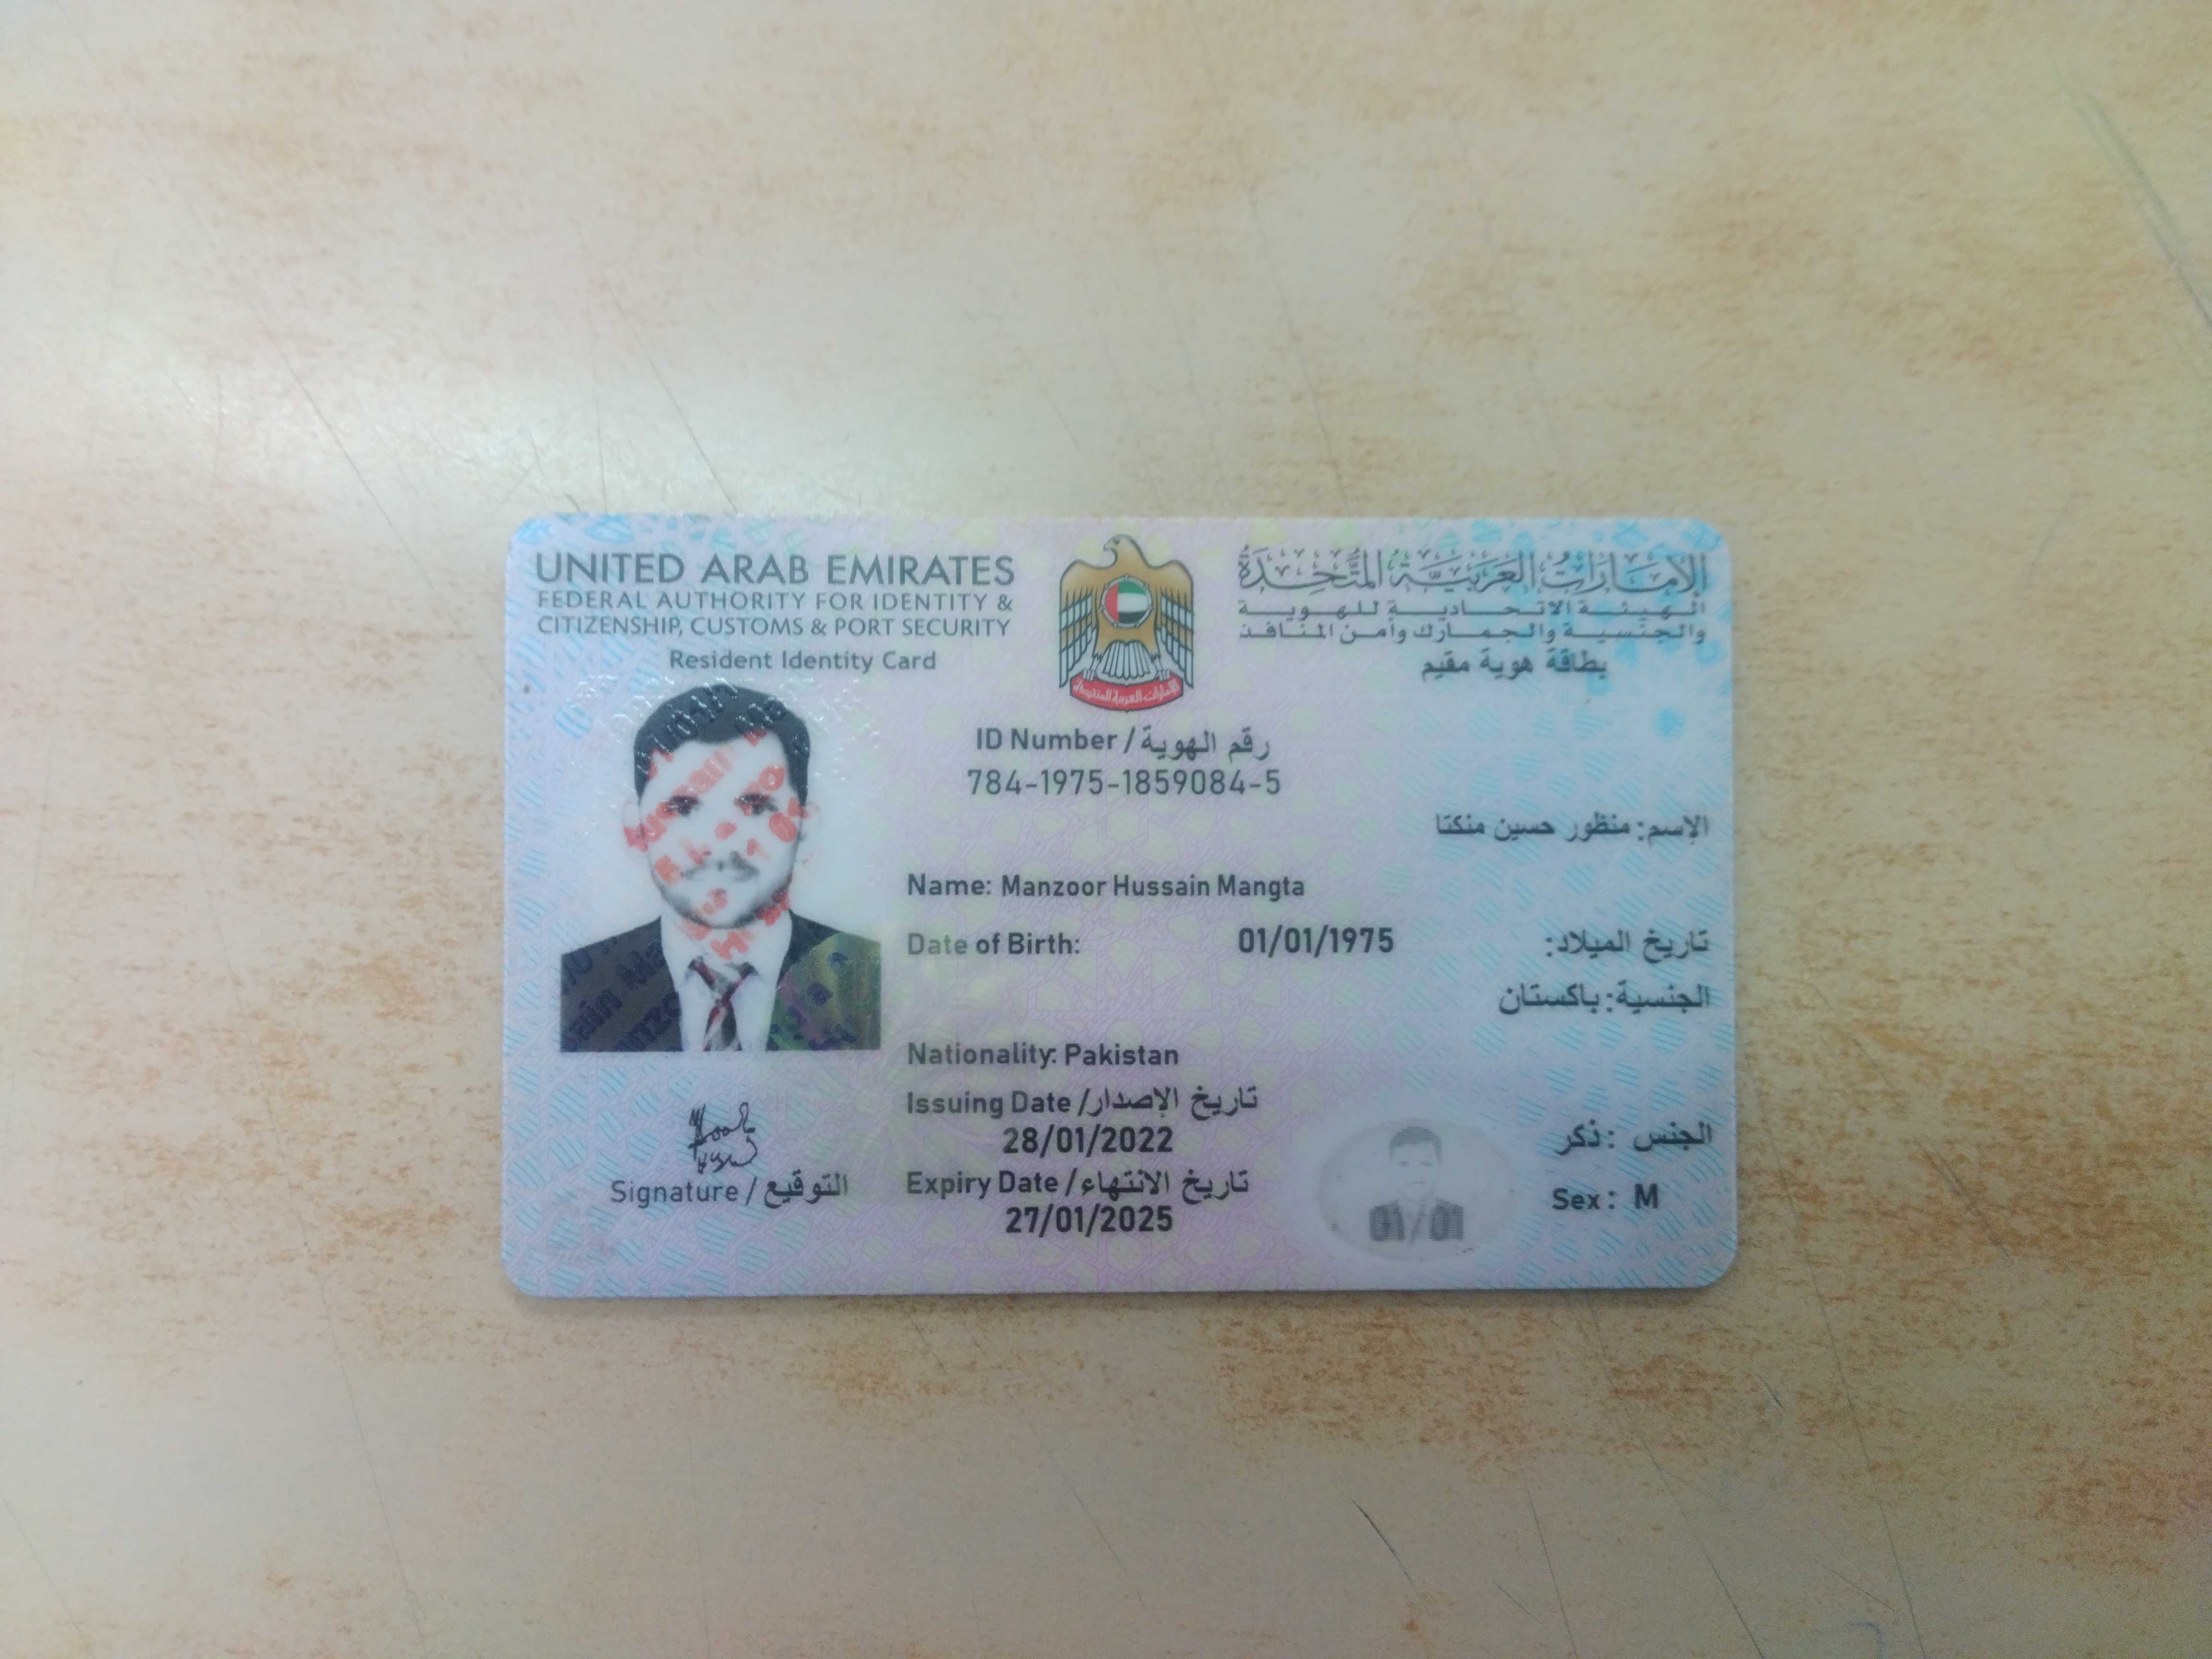 UNITED ARAB EMIRATES
FEDERAL AUTHORITY FOR IDENTITY &
CITIZENSHIP, CUSTOMS & PORT SECURITY
Resident Identity Card
الإمارات العربية المتحدة
الهيئة الاتحادية للهوية
والجنسية والجمارك وأمن المنافذ
بطاقة هوية مقيم
ID Number / رقم الهوية
784-1975-1859084-5
الإسم: منظور حسين منكتا
Name: Manzoor Hussain Mangta
Date of Birth: 01/01/1975 تاريخ الميلاد:
الجنسية: باكستان
Nationality: Pakistan
Issuing Date / تاريخ الإصدار
28/01/2022
Expiry Date / تاريخ الانتهاء
27/01/2025
الجنس : ذكر
Sex: M
Signature / التوقيع